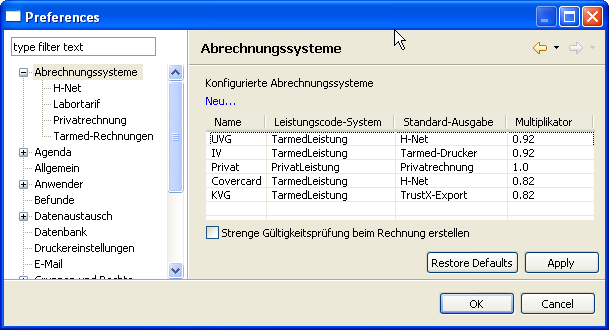 Preferences
type filter text
Abrechnungssysteme
H-Net
Labortarif
Privatrechnung
Tarmed-Rechnungen
Agenda
Allgemein
Anwender
Befunde
Datenaustausch
Datenbank
Druckereinstellungen
E-Mail
Gruppen und Rechte
Abrechnungssysteme
Konfigurierte Abrechnungssysteme
Neu...
Name Leistungscode-System Standard-Ausgabe Multiplikator
UVG TarmedLeistung H-Net 0.92
IV TarmedLeistung Tarmed-Drucker 0.92
Privat PrivatLeistung Privatrechnung 1.0
Covercard TarmedLeistung H-Net 0.82
KVG TarmedLeistung TrustX-Export 0.82
Strenge Gültigkeitsprüfung beim Rechnung erstellen
Restore Defaults Apply
OK Cancel